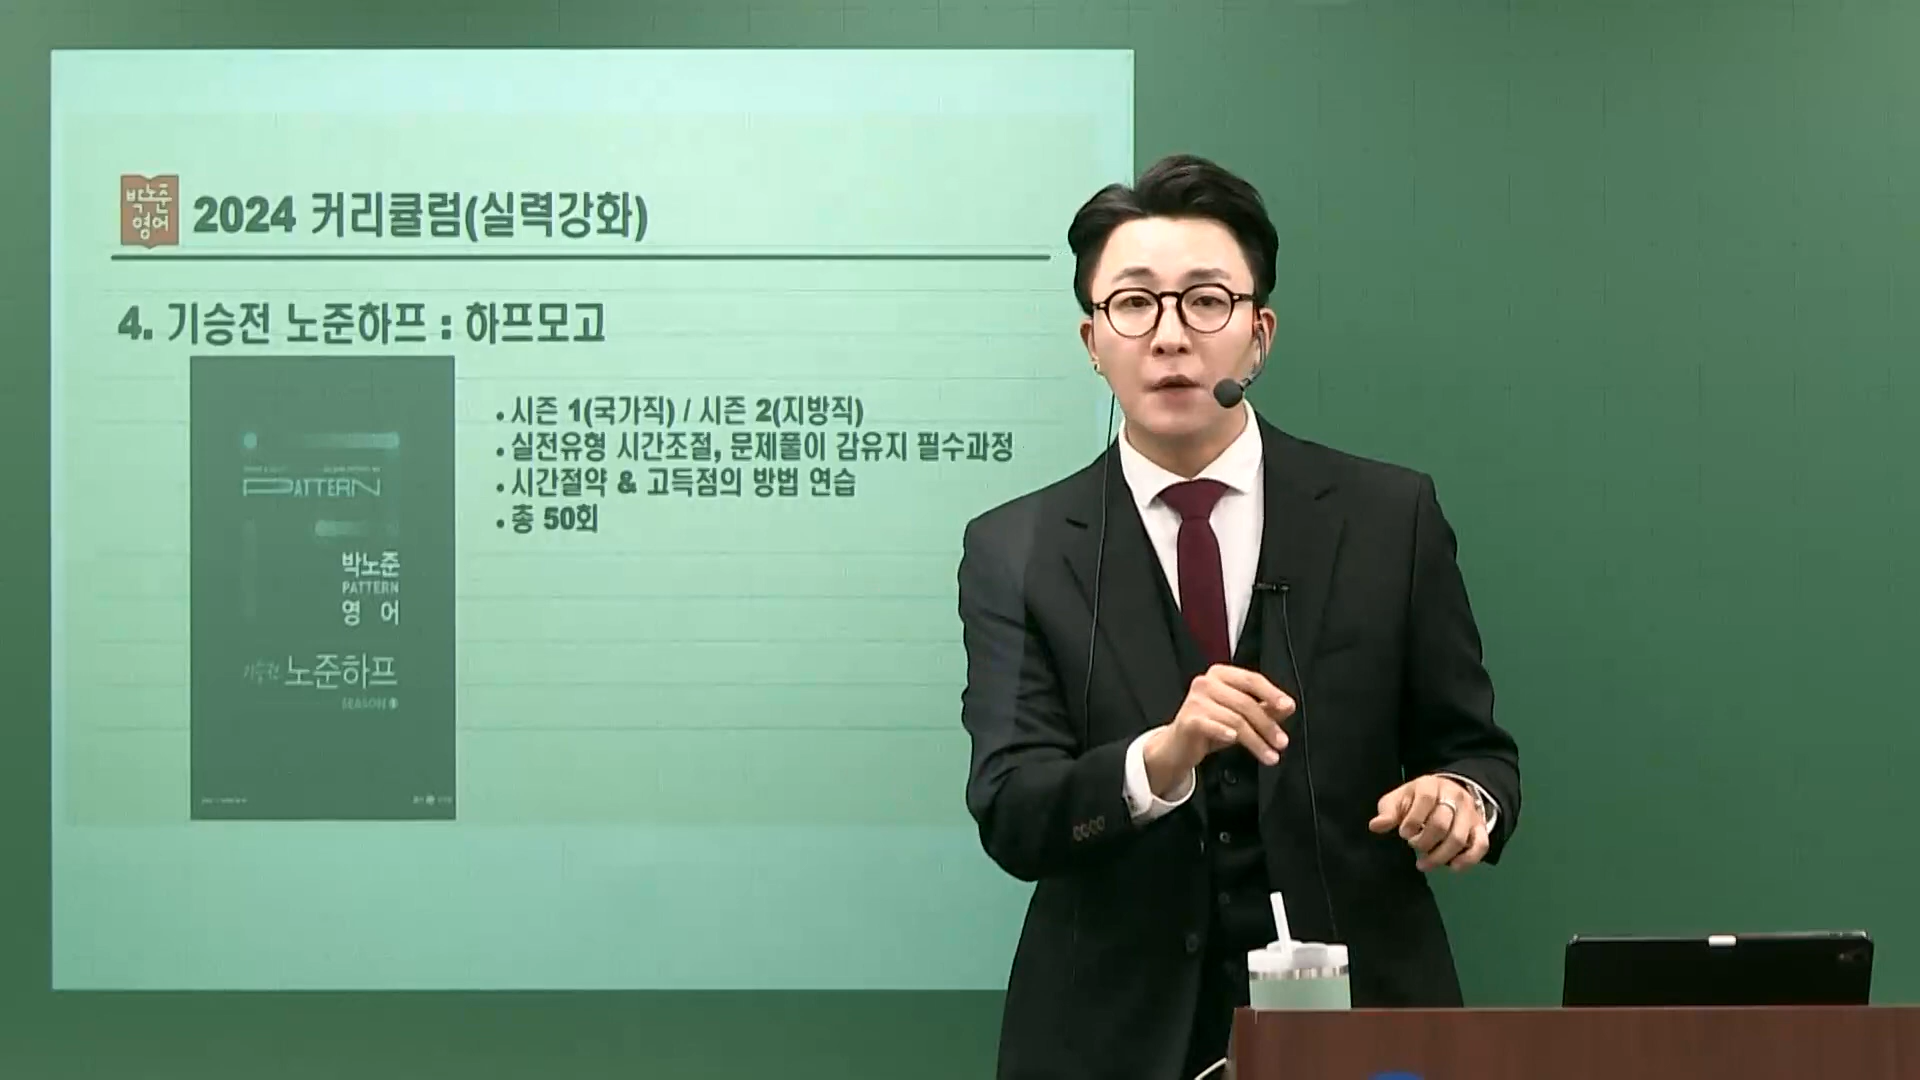 박노준
영어
2024 커리큘럼(실력강화)
4. 기승전 노준하프 : 하프모고
• 시즌 1(국가직) / 시즌 2(지방직)
• 실전유형 시간조절, 문제풀이 감유지 필수과정
• 시간절약 & 고득점의 방법 연습
• 총 50회
PATTERN
박노준
PATTERN
영 어
기승전 노준하프
SEASON